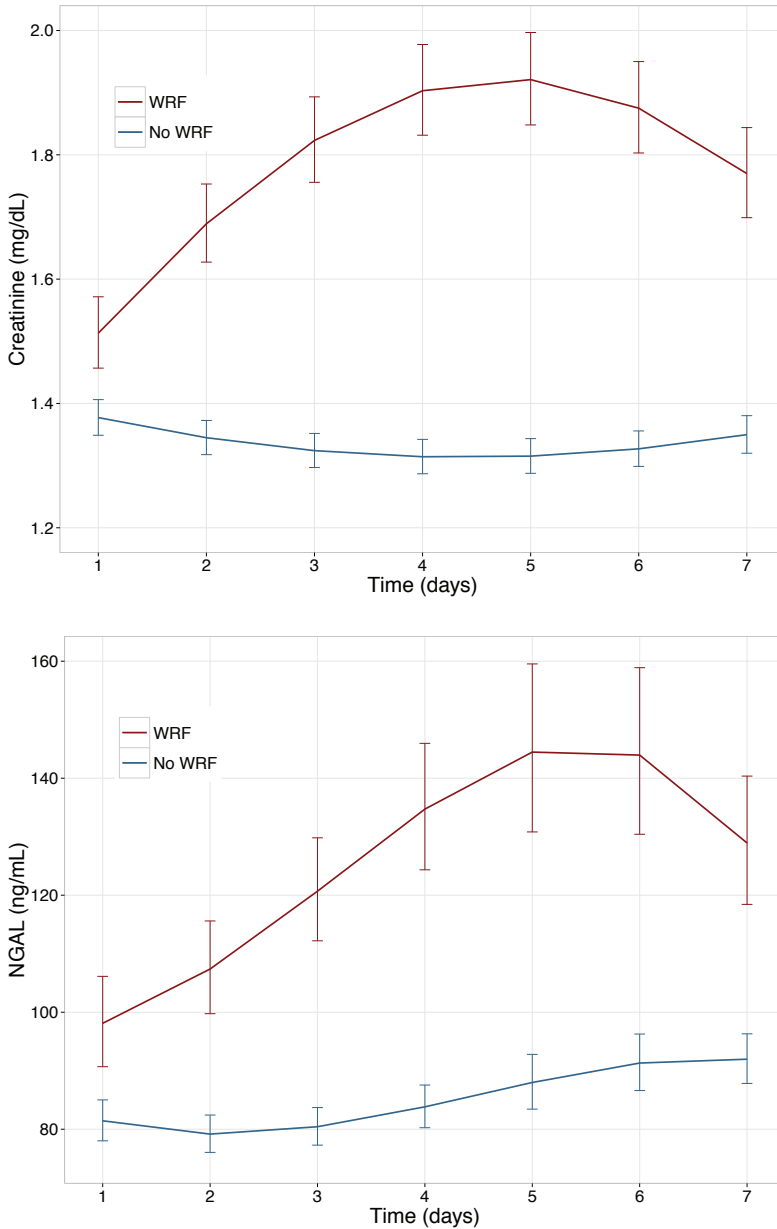 2.0
1.8
1.6
1.4
1.2
Creatinine (mg/dL)
WRF
No WRF
1 2 3 4 5 6 7
Time (days)
160
140
120
100
80
NGAL (ng/mL)
WRF
No WRF
1 2 3 4 5 6 7
Time (days)